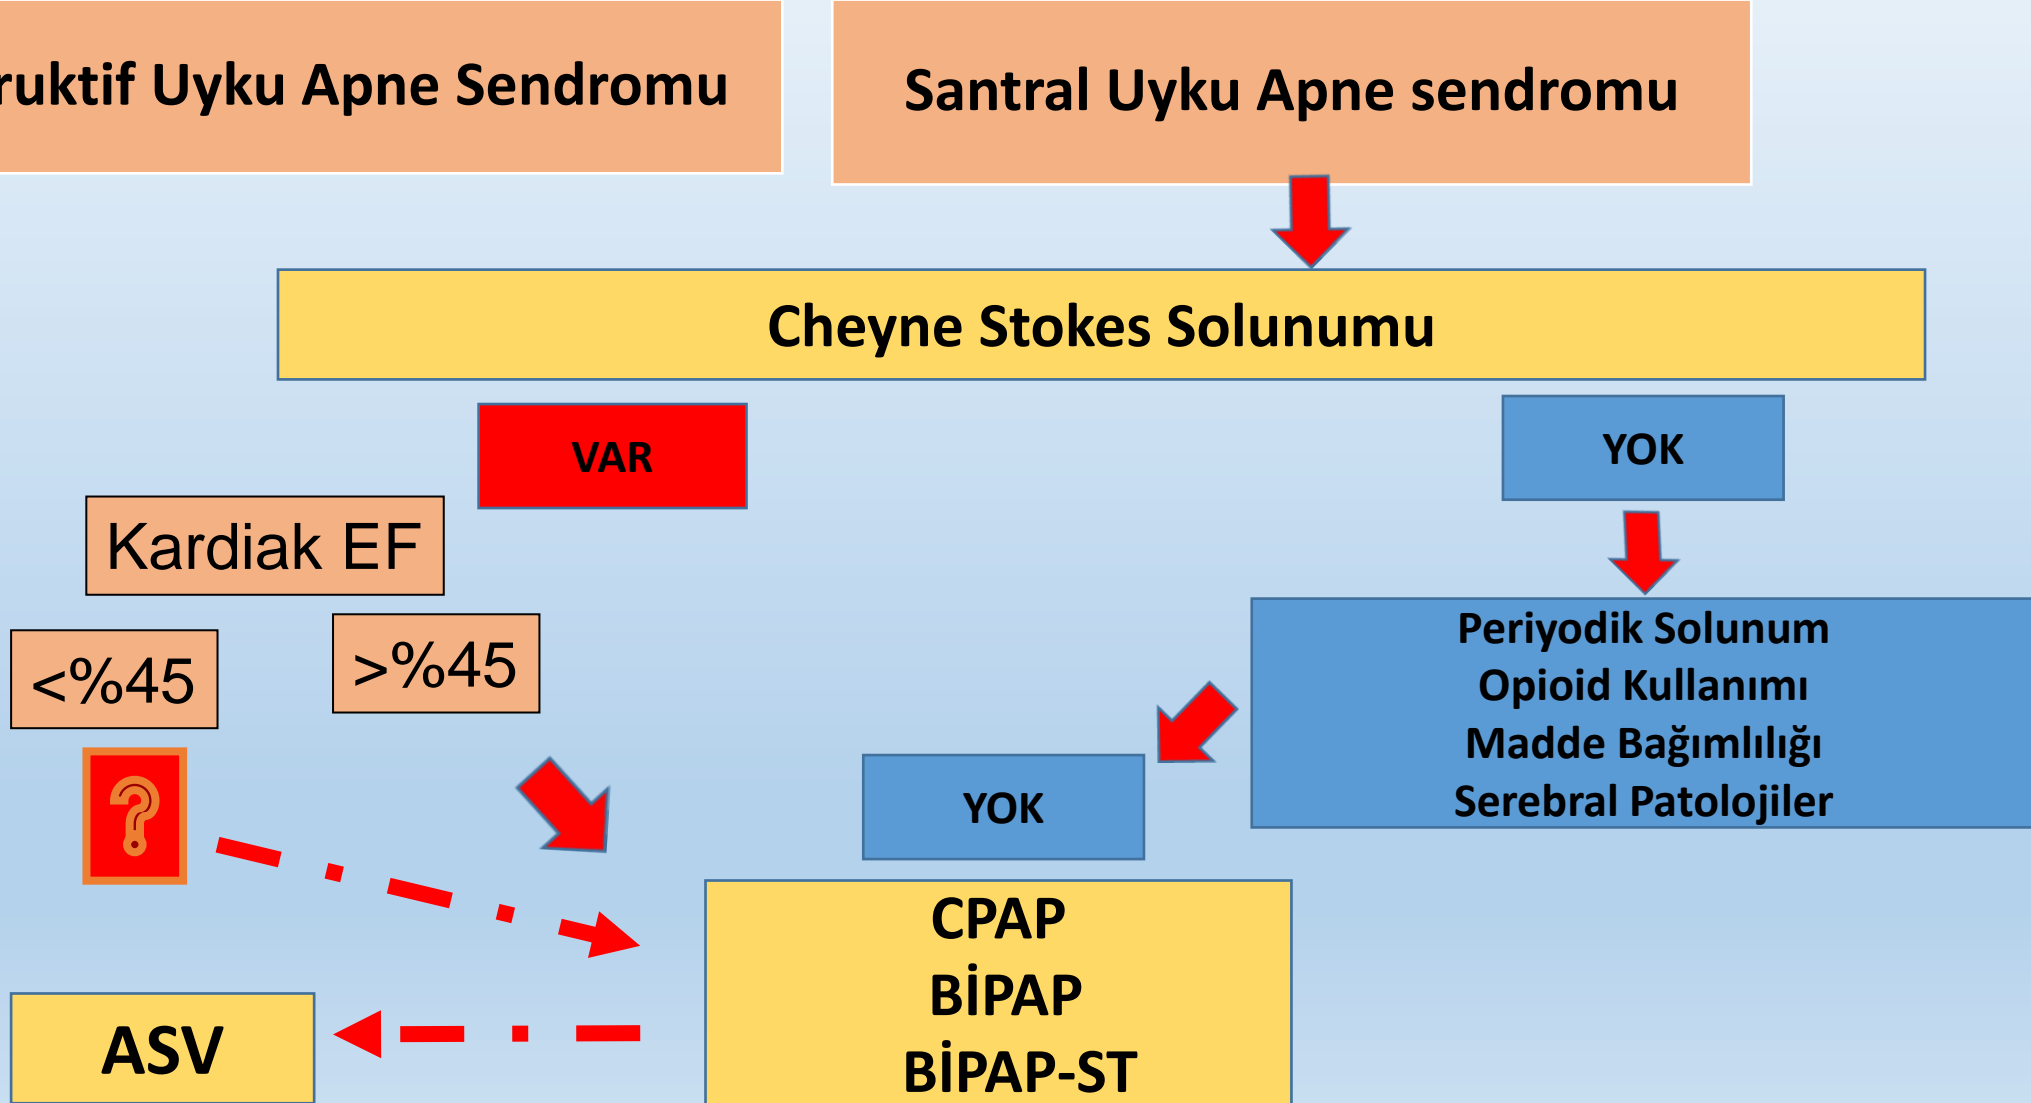 ruktif Uyku Apne Sendromu
Santral Uyku Apne sendromu
Cheyne Stokes Solunumu
VAR
YOK
Kardiak EF
<%45
>%45
?
Periyodik Solunum
Opioid Kullanımı
Madde Bağımlılığı
Serebral Patolojiler
YOK
CPAP
BİPAP
BİPAP-ST
ASV